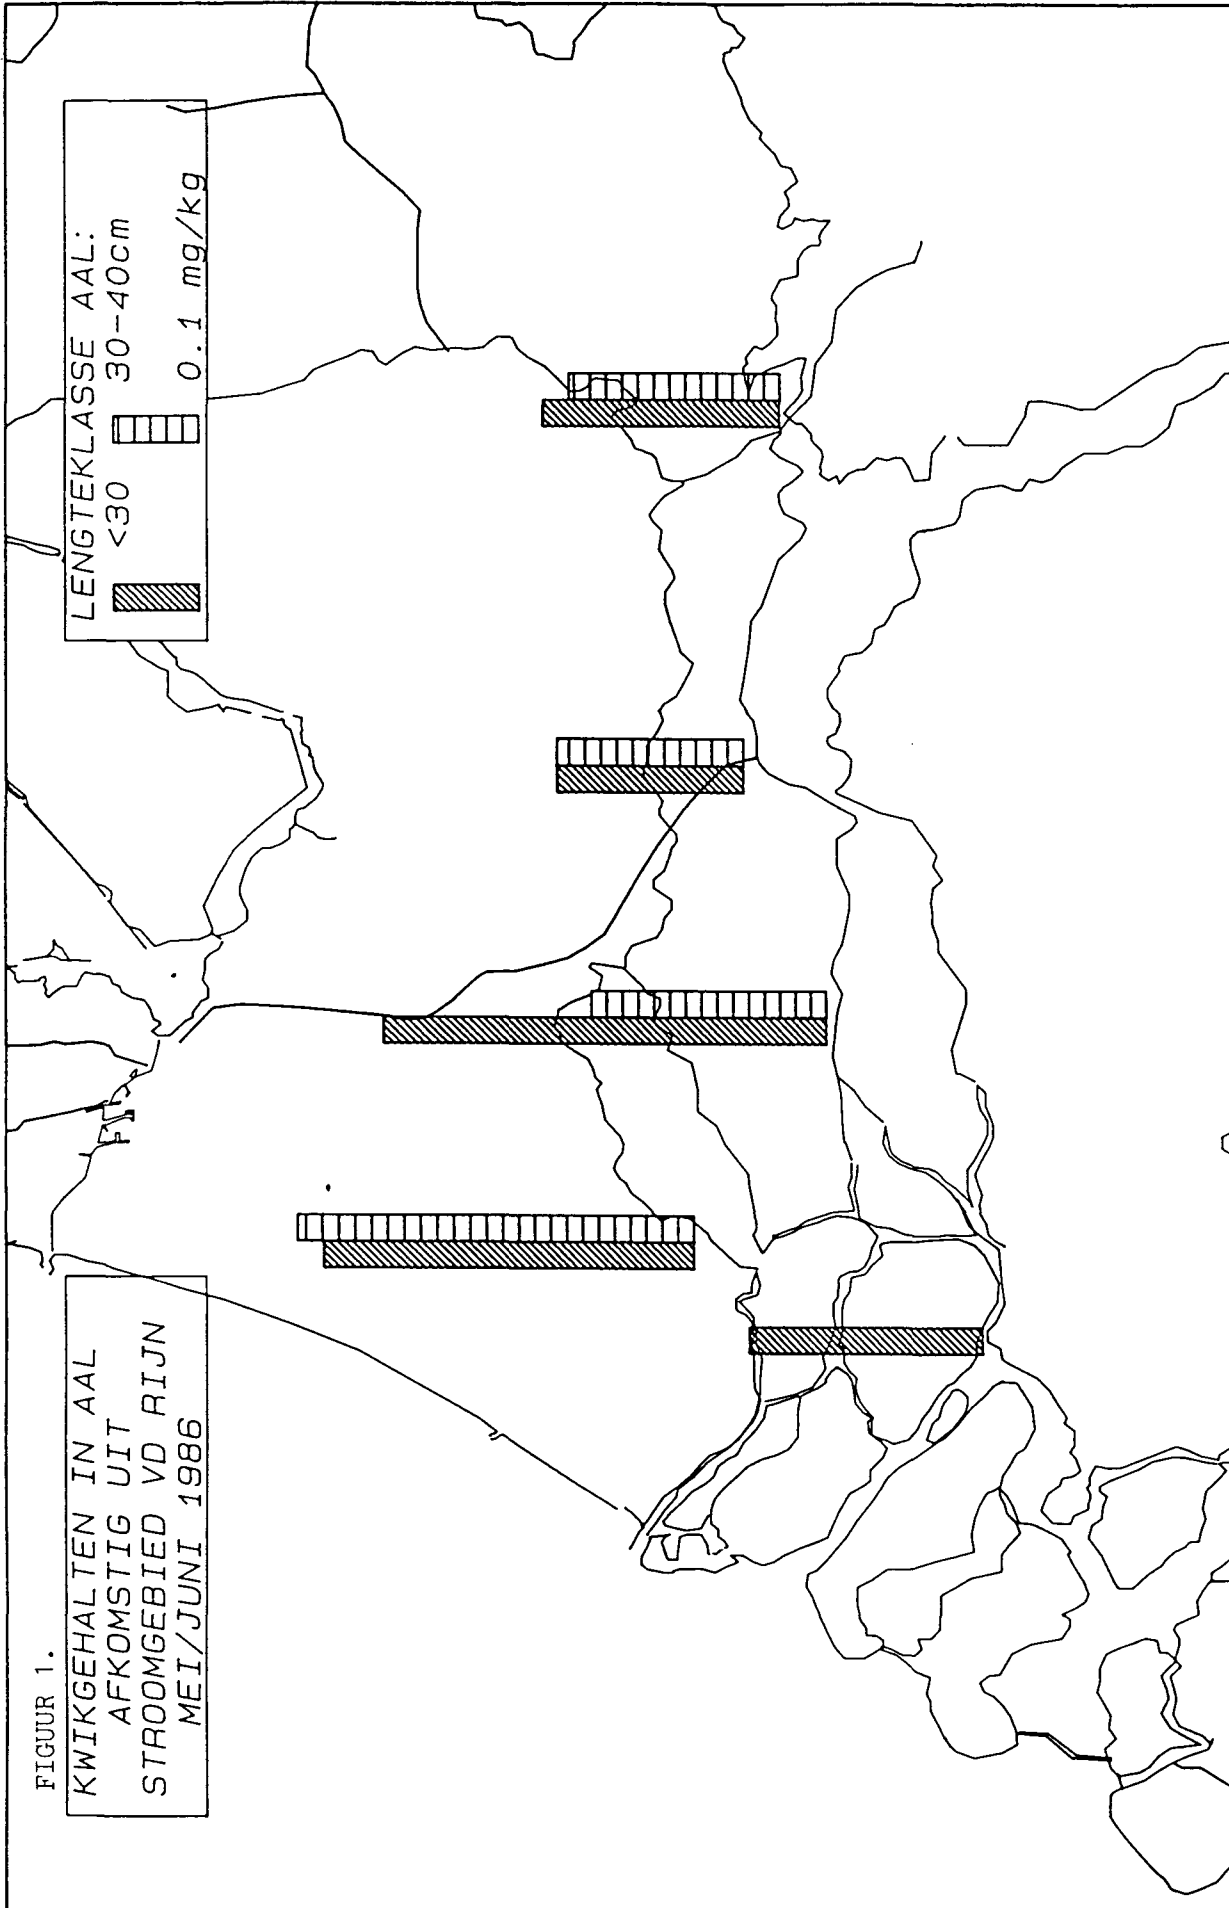 FIGUUR 1.
KWIKGEHALTEN IN AAL
AFKOMSTIG UIT
STROOMGEBIED VD RIJN
MEI/JUNI 1986
LENGTEKLASSE AAL:
<30 30-40cm
0.1 mg/kg